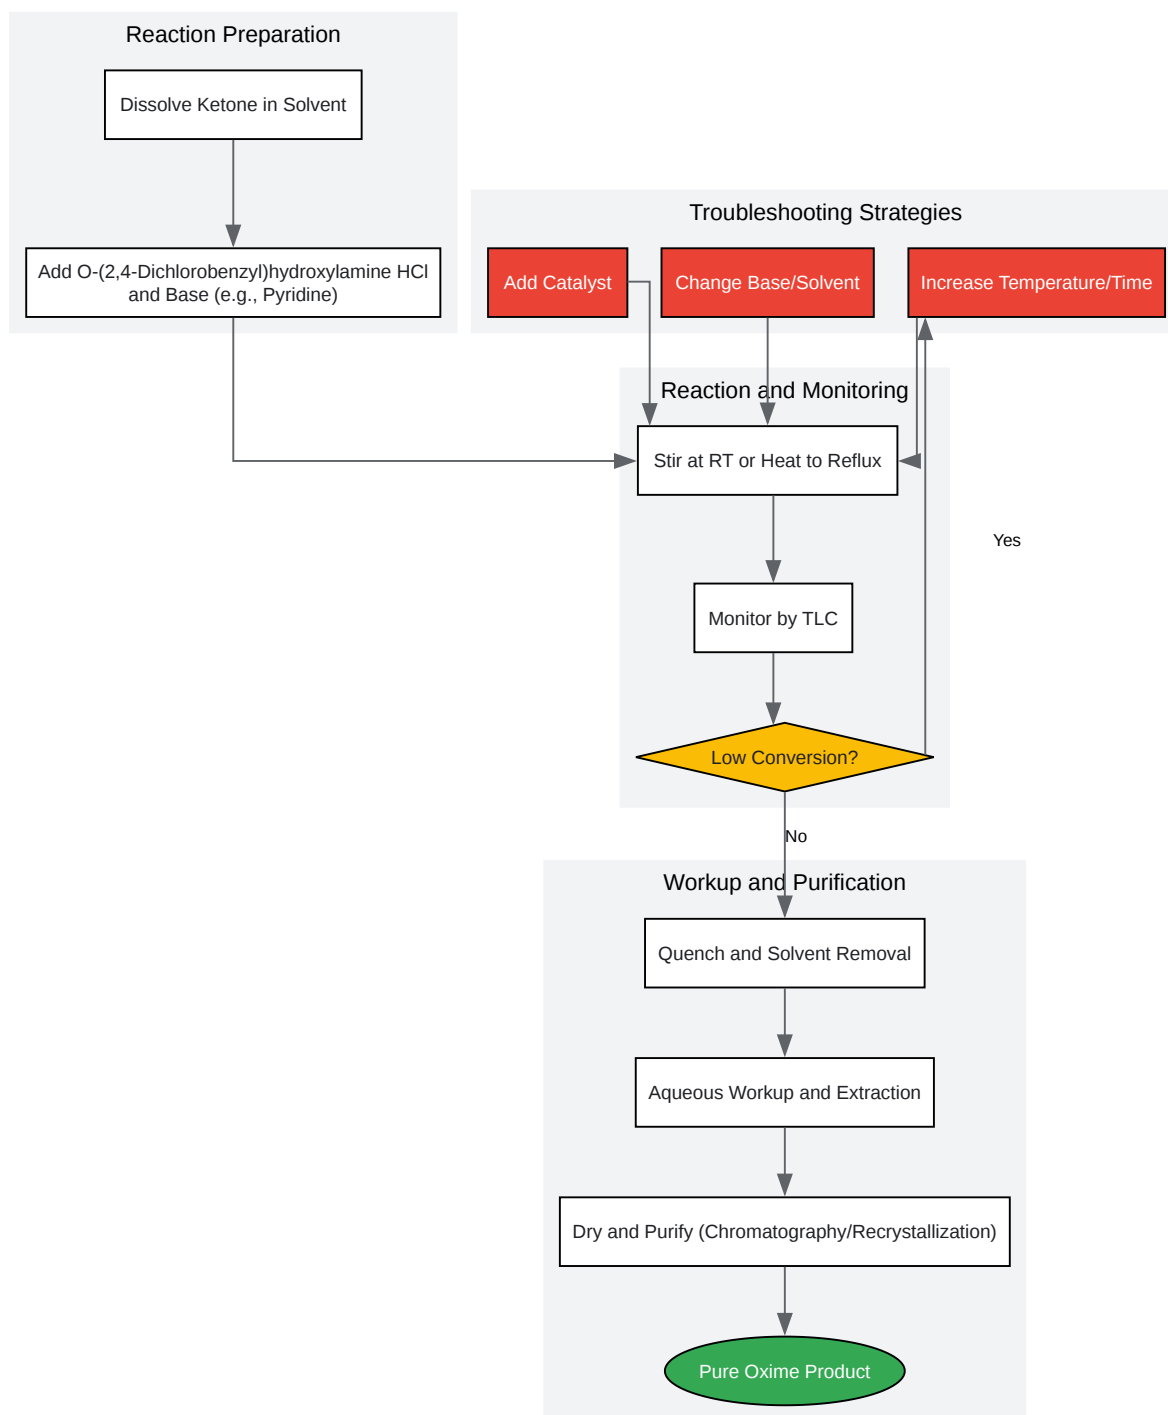 Reaction Preparation
Dissolve Ketone in Solvent
Add O-(2,4-Dichlorobenzyl)hydroxylamine HCl
and Base (e.g., Pyridine)
Troubleshooting Strategies
Add Catalyst
Change Base/Solvent
Increase Temperature/Time
Reaction and Monitoring
Stir at RT or Heat to Reflux
Yes
Monitor by TLC
Low Conversion?
No
Workup and Purification
Quench and Solvent Removal
Aqueous Workup and Extraction
Dry and Purify (Chromatography/Recrystallization)
Pure Oxime Product